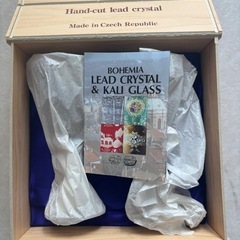 Hand-cut lead crystal
Made in Czech Republic
BOHEMIA
LEAD CRYSTAL
& KALI GLASS